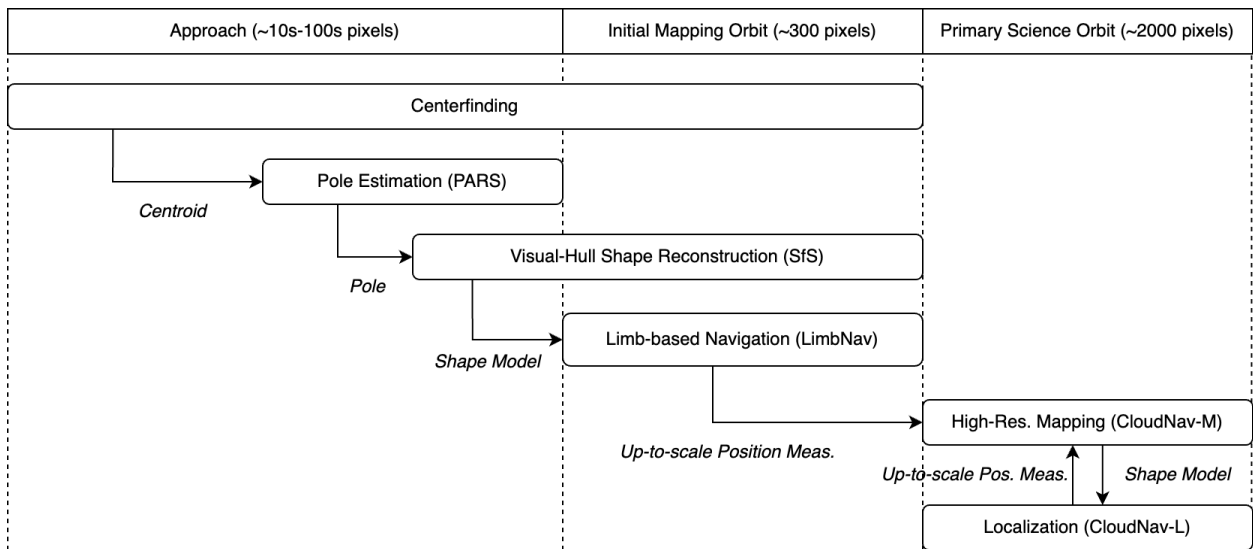 Approach (~10s-100s pixels)
Initial Mapping Orbit (~300 pixels)
Primary Science Orbit (~2000 pixels)
Centerfinding
Pole Estimation (PARS)
Centroid
Visual-Hull Shape Reconstruction (SfS)
Pole
Limb-based Navigation (LimbNav)
Shape Model
High-Res. Mapping (CloudNav-M)
Up-to-scale Position Meas.
Up-to-scale Pos. Meas.
Shape Model
Localization (CloudNav-L)